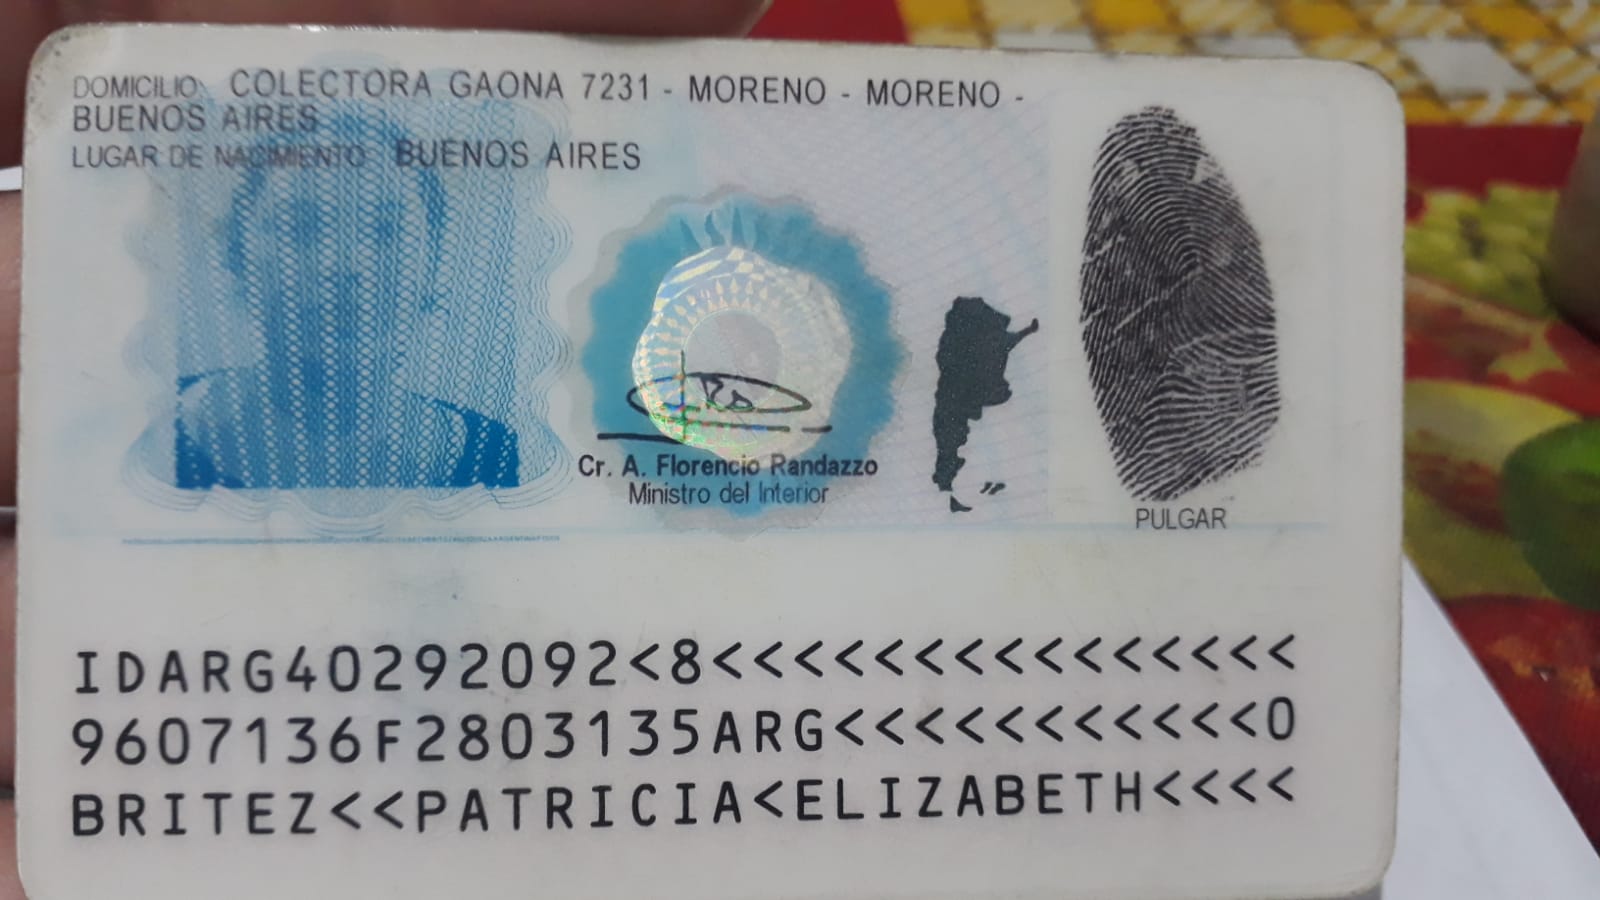 DOMICILIO: COLECTORA GAONA 7231 - MORENO - MORENO -
BUENOS AIRES
LUGAR DE NACIMIENTO: BUENOS AIRES
Cr. A. Florencio Randazzo
Ministro del Interior
PULGAR
IDARG40292092<8<<<<<<<<<<<<<<<
9607136F2803135ARG<<<<<<<<<<<0
BRITEZ<<PATRICIA<ELIZABETH<<<<